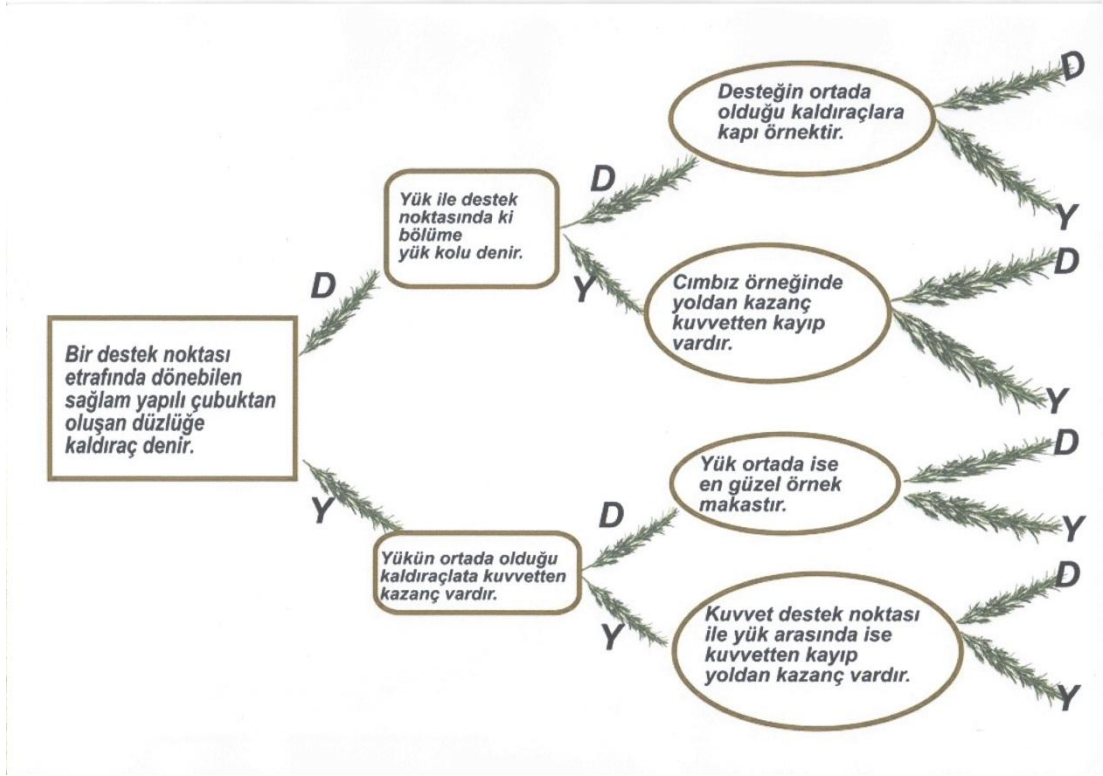 Bir destek noktası
etrafında dönebilen
sağlam yapılı çubuktan
oluşan düzlüğe
kaldıraç denir.
D
Y
Yük ile destek
noktasında ki
bölüme
yük kolu denir.
D
Y
Yükün ortada olduğu
kaldıraçlata kuvvetten
kazanç vardır.
D
Y
Desteğin ortada
olduğu kaldıraçlara
kapı örnektir.
D
Y
Cımbız örneğinde
yoldan kazanç
kuvvetten kayıp
vardır.
D
Y
Yük ortada ise
en güzel örnek
makastır.
D
Y
Kuvvet destek noktası
ile yük arasında ise
kuvvetten kayıp
yoldan kazanç vardır.
D
Y